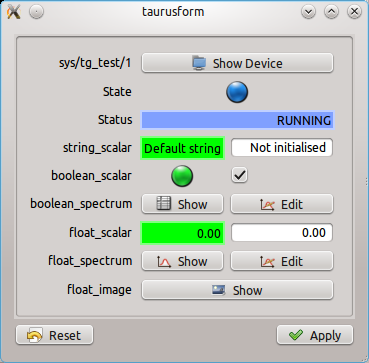 taurusform
sys/tg_test/1 Show Device
State
Status RUNNING
string_scalar Default string Not initialised
boolean_scalar
boolean_spectrum Show Edit
float_scalar 0.00 0.00
float_spectrum Show Edit
float_image Show
Reset Apply